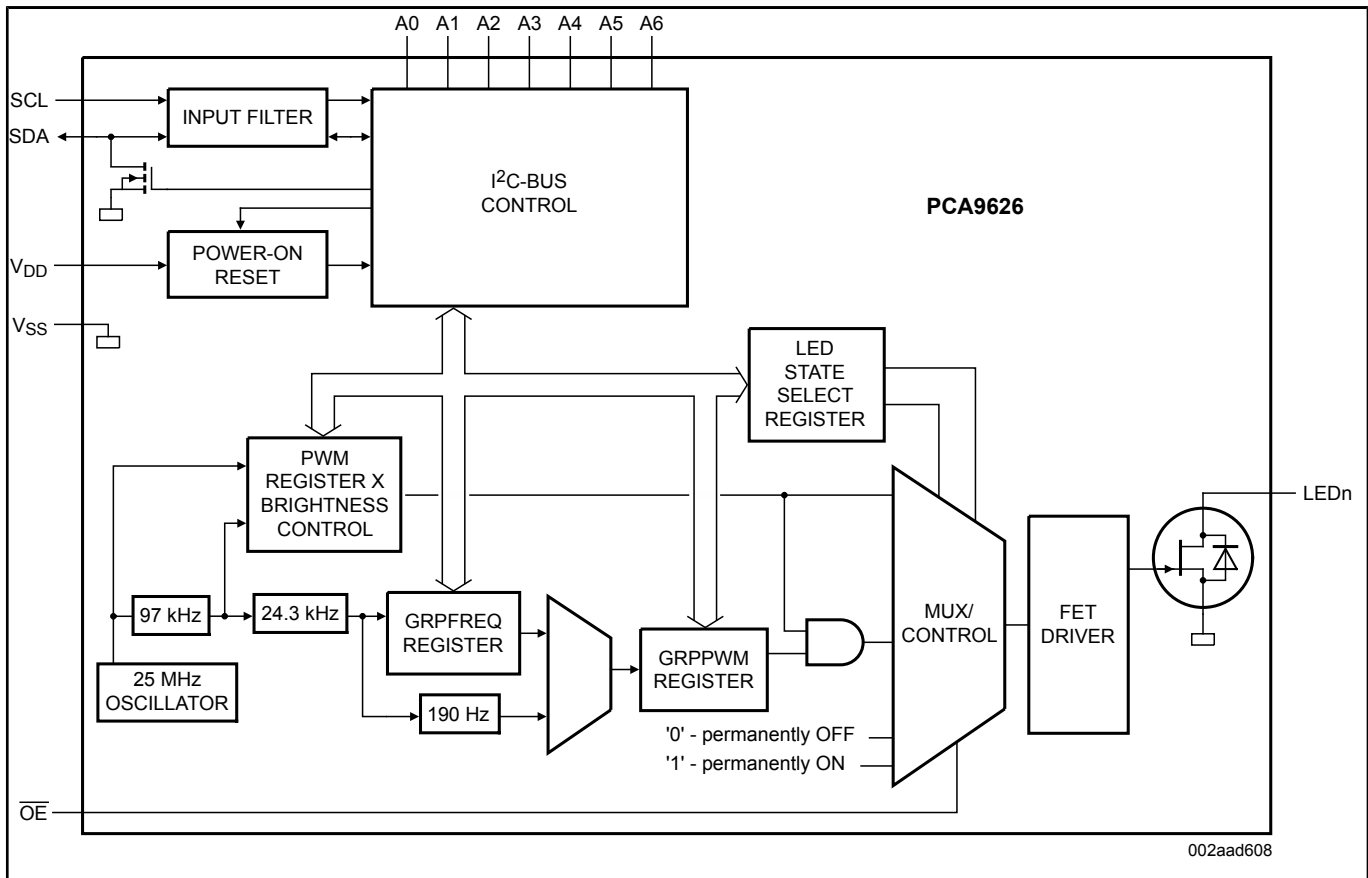 A0 A1 A2 A3 A4 A5 A6
SCL
SDA
INPUT FILTER
I²C-BUS
CONTROL
PCA9626
POWER-ON
RESET
VDD
VSS
LED
STATE
SELECT
REGISTER
PWM
REGISTER X
BRIGHTNESS
CONTROL
LEDn
97 kHz
24.3 kHz
GRPFREQ
REGISTER
MUX/
CONTROL
FET
DRIVER
GRPPWM
REGISTER
25 MHz
OSCILLATOR
190 Hz
'0' - permanently OFF
'1' - permanently ON
O̅E̅
002aad608